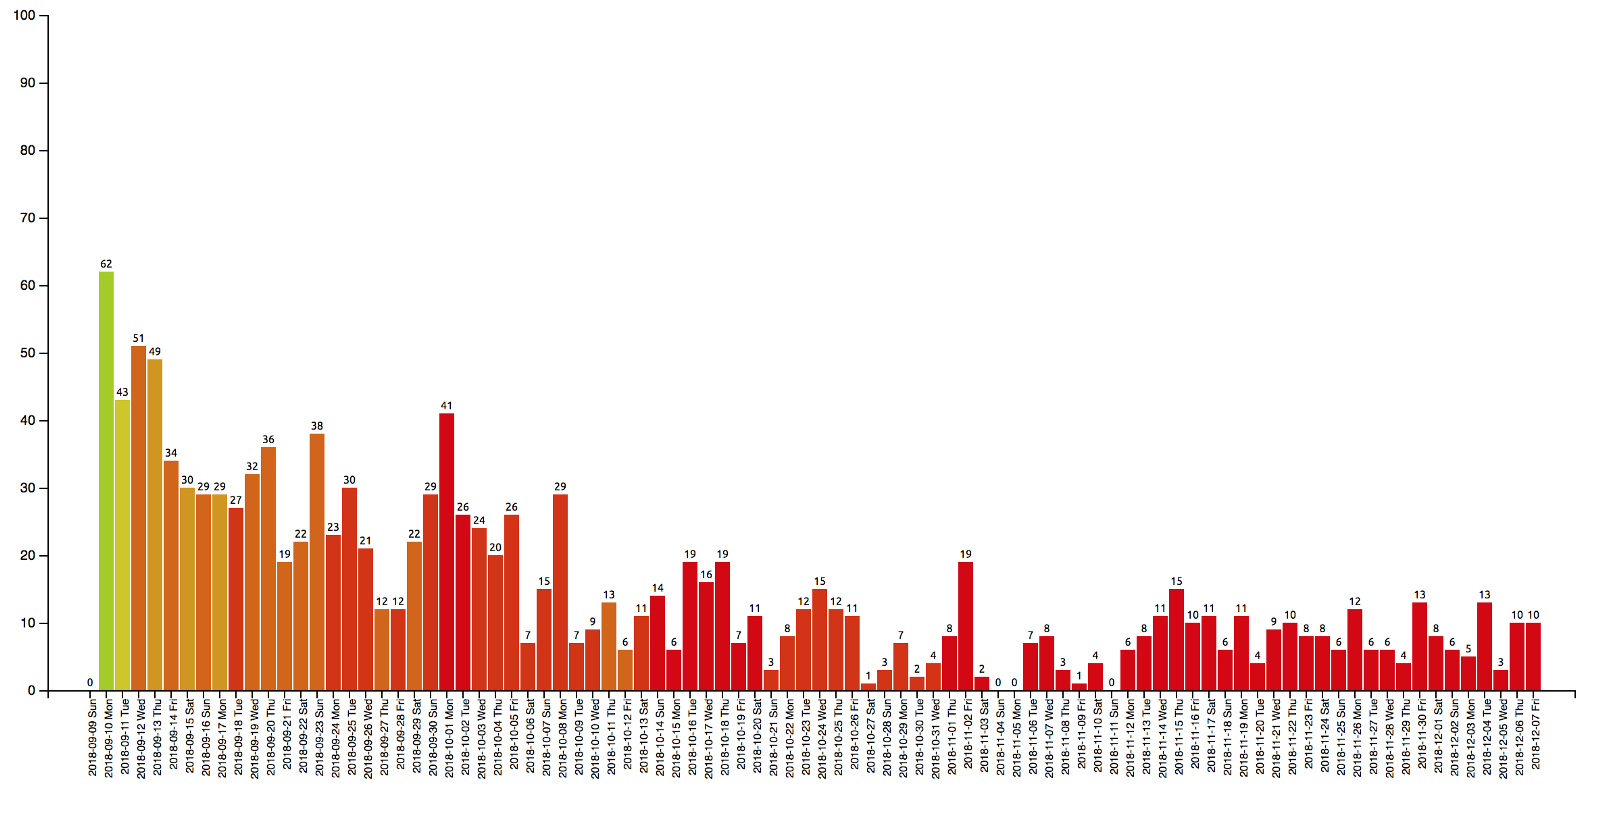 100
90
80
70
60
50
40
30
20
10
0
0
62
43
51
49
34
30
29
29
27
32
36
19
22
38
23
30
21
12
12
22
29
41
26
24
20
26
7
15
29
7
9
13
6
11
14
6
19
16
19
7
11
3
8
12
15
12
11
1
3
7
2
4
8
19
2
0
0
7
8
3
1
4
0
6
8
11
15
10
11
6
11
4
9
10
8
8
6
12
6
6
4
13
8
6
5
13
3
10
10
2018-09-09 Sun
2018-09-10 Mon
2018-09-11 Tue
2018-09-12 Wed
2018-09-13 Thu
2018-09-14 Fri
2018-09-15 Sat
2018-09-16 Sun
2018-09-17 Mon
2018-09-18 Tue
2018-09-19 Wed
2018-09-20 Thu
2018-09-21 Fri
2018-09-22 Sat
2018-09-23 Sun
2018-09-24 Mon
2018-09-25 Tue
2018-09-26 Wed
2018-09-27 Thu
2018-09-28 Fri
2018-09-29 Sat
2018-09-30 Sun
2018-10-01 Mon
2018-10-02 Tue
2018-10-03 Wed
2018-10-04 Thu
2018-10-05 Fri
2018-10-06 Sat
2018-10-07 Sun
2018-10-08 Mon
2018-10-09 Tue
2018-10-10 Wed
2018-10-11 Thu
2018-10-12 Fri
2018-10-13 Sat
2018-10-14 Sun
2018-10-15 Mon
2018-10-16 Tue
2018-10-17 Wed
2018-10-18 Thu
2018-10-19 Fri
2018-10-20 Sat
2018-10-21 Sun
2018-10-22 Mon
2018-10-23 Tue
2018-10-24 Wed
2018-10-25 Thu
2018-10-26 Fri
2018-10-27 Sat
2018-10-28 Sun
2018-10-29 Mon
2018-10-30 Tue
2018-10-31 Wed
2018-11-01 Thu
2018-11-02 Fri
2018-11-03 Sat
2018-11-04 Sun
2018-11-05 Mon
2018-11-06 Tue
2018-11-07 Wed
2018-11-08 Thu
2018-11-09 Fri
2018-11-10 Sat
2018-11-11 Sun
2018-11-12 Mon
2018-11-13 Tue
2018-11-14 Wed
2018-11-15 Thu
2018-11-16 Fri
2018-11-17 Sat
2018-11-18 Sun
2018-11-19 Mon
2018-11-20 Tue
2018-11-21 Wed
2018-11-22 Thu
2018-11-23 Fri
2018-11-24 Sat
2018-11-25 Sun
2018-11-26 Mon
2018-11-27 Tue
2018-11-28 Wed
2018-11-29 Thu
2018-11-30 Fri
2018-12-01 Sat
2018-12-02 Sun
2018-12-03 Mon
2018-12-04 Tue
2018-12-05 Wed
2018-12-06 Thu
2018-12-07 Fri